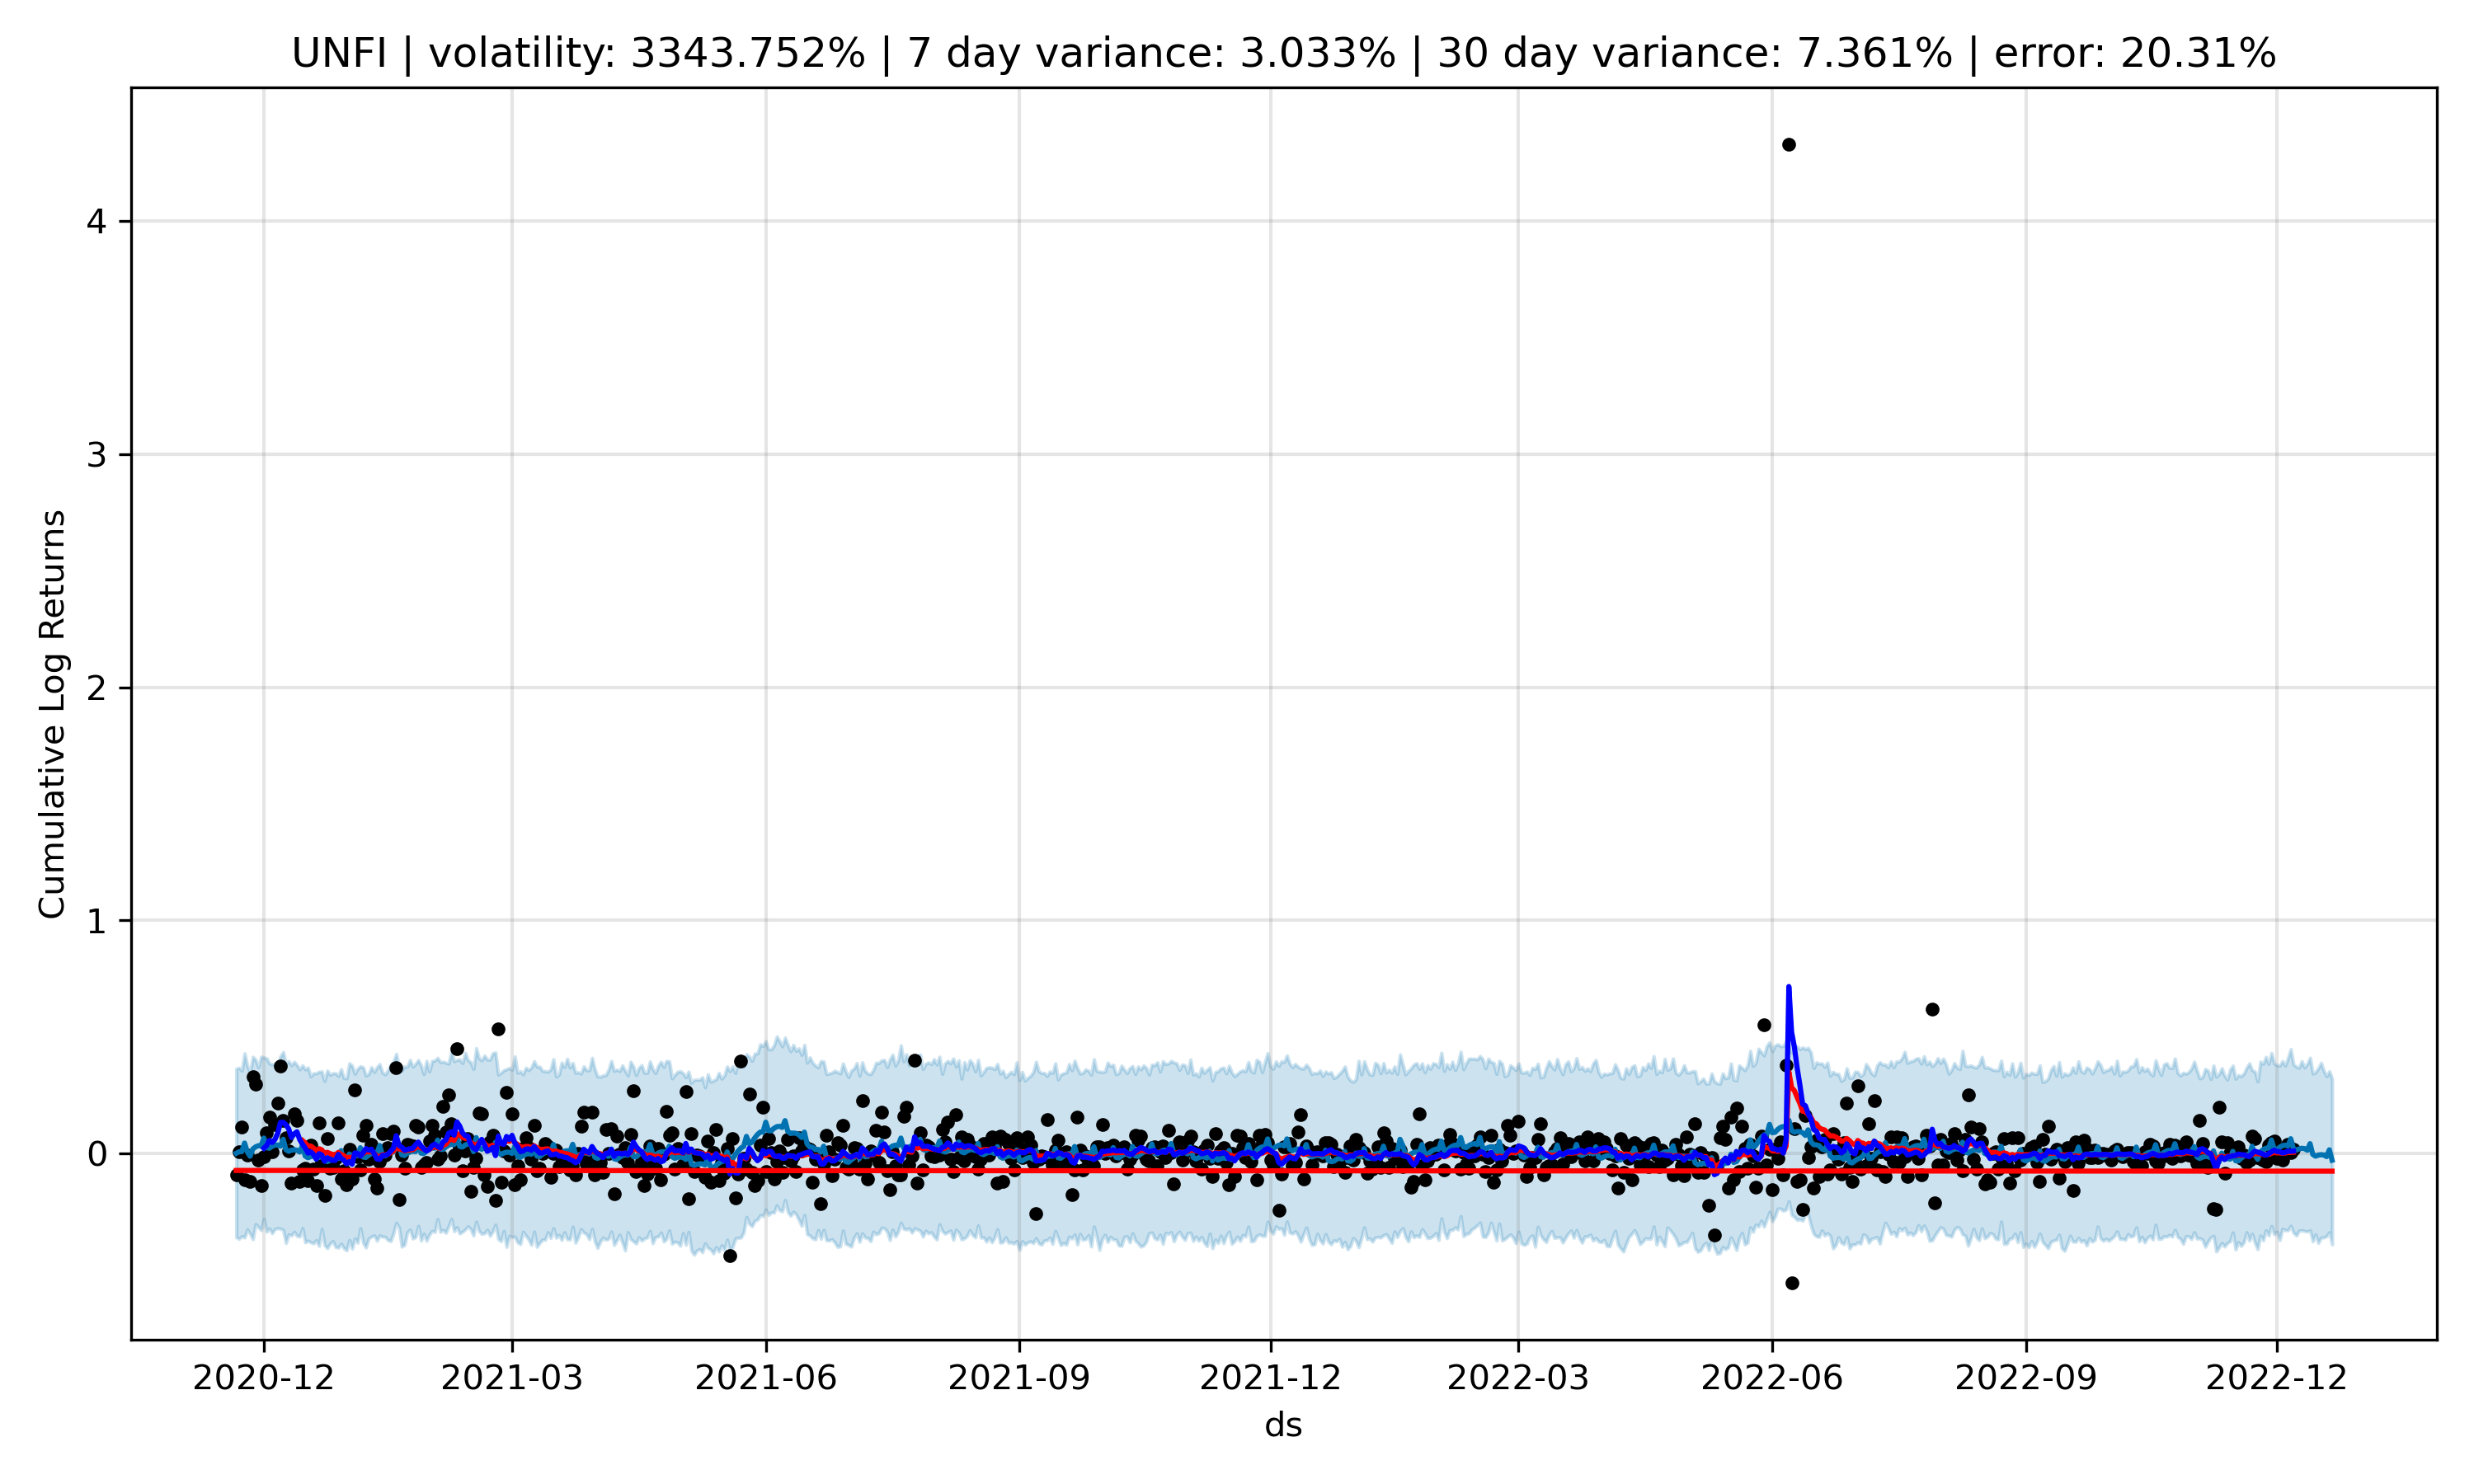 UNFI | volatility: 3343.752% | 7 day variance: 3.033% | 30 day variance: 7.361% | error: 20.31%
Cumulative Log Returns
4
3
2
1
0
2020-12 2021-03 2021-06 2021-09 2021-12 2022-03 2022-06 2022-09 2022-12
ds